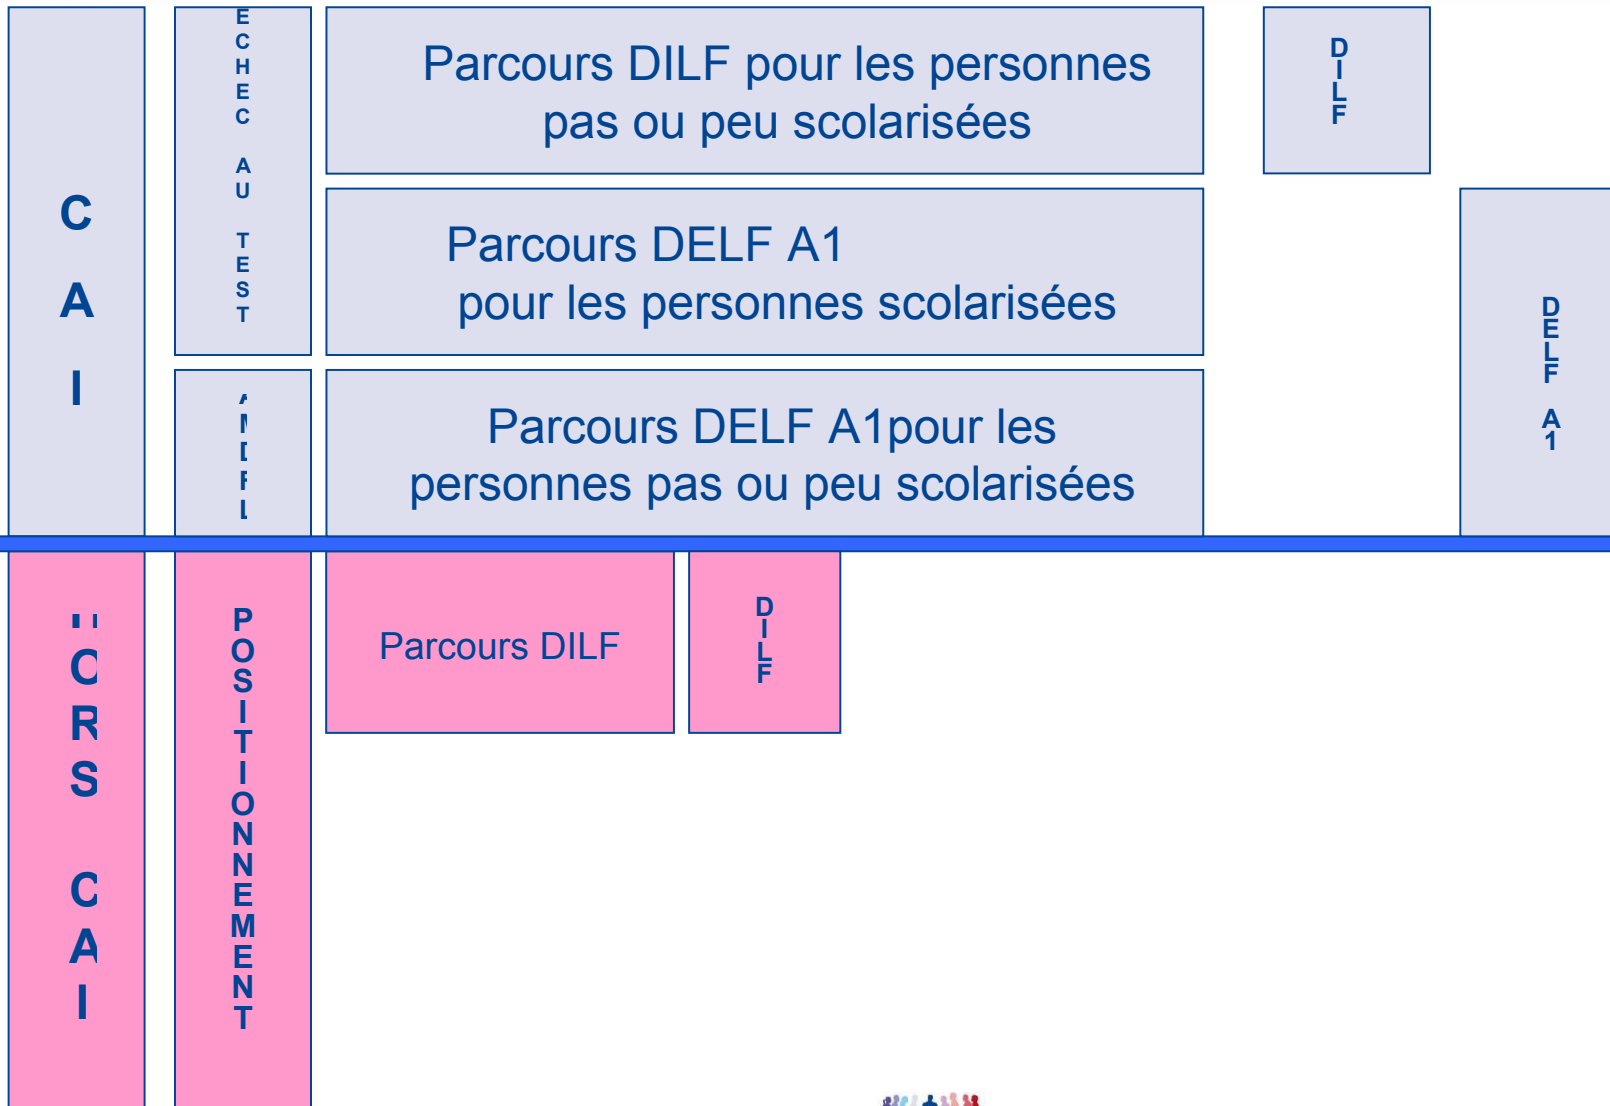 CAI
ECHEC AU TEST
Parcours DILF pour les personnes
pas ou peu scolarisées
DILF
Parcours DELF A1
pour les personnes scolarisées
DELF A1
Parcours DELF A1pour les
personnes pas ou peu scolarisées
HORS CAI
POSITIONNEMENT
Parcours DILF
DILF